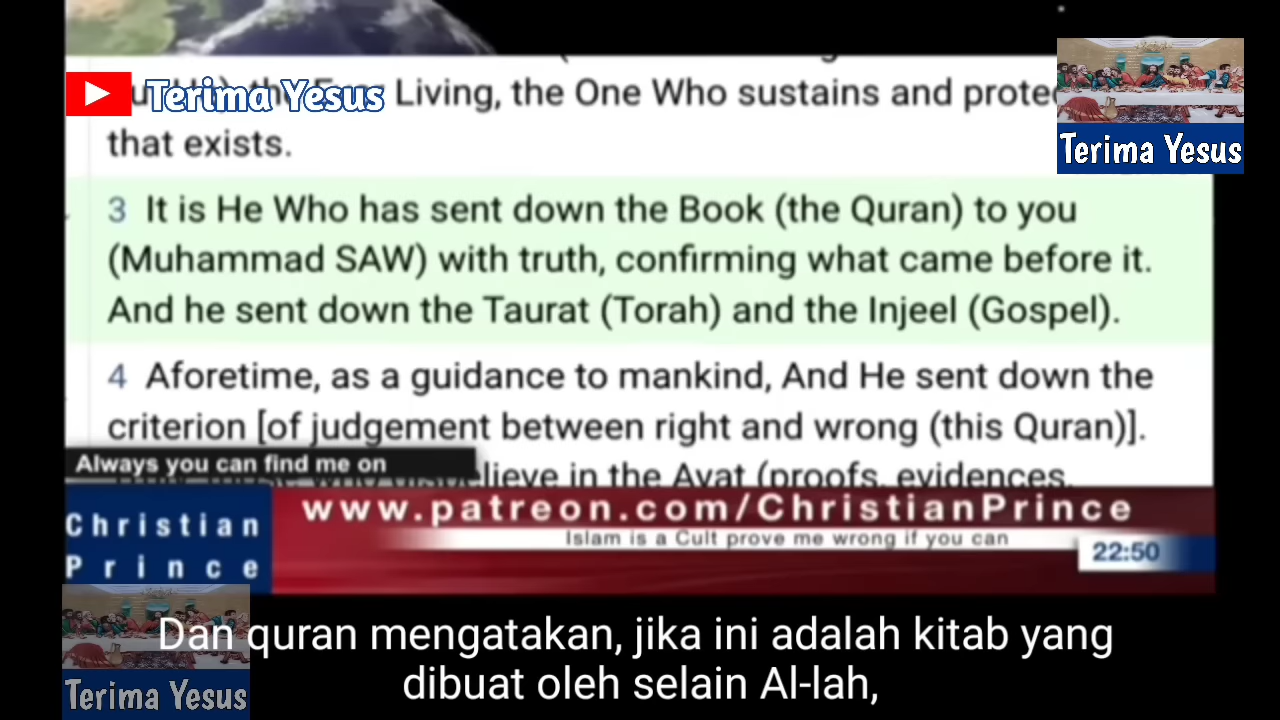 Terima Yesus
Living, the One Who sustains and
that exists.
Terima Yesus
3 It is He Who has sent down the Book (the Quran) to you
(Muhammad SAW) with truth, confirming what came before it.
And he sent down the Taurat (Torah) and the Injeel (Gospel).
4 Aforetime, as a guidance to mankind, And He sent down the
criterion [of judgement between right and wrong (this Quran)].
Always you can find me on
in the Ayat (proofs, evidences,
Christian
Prince
www.patreon.com/ChristianPrince
Islam is a Cult prove me wrong if you can
22:50
Dan quran mengatakan, jika ini adalah kitab yang
dibuat oleh selain Al-lah,
Terima Yesus